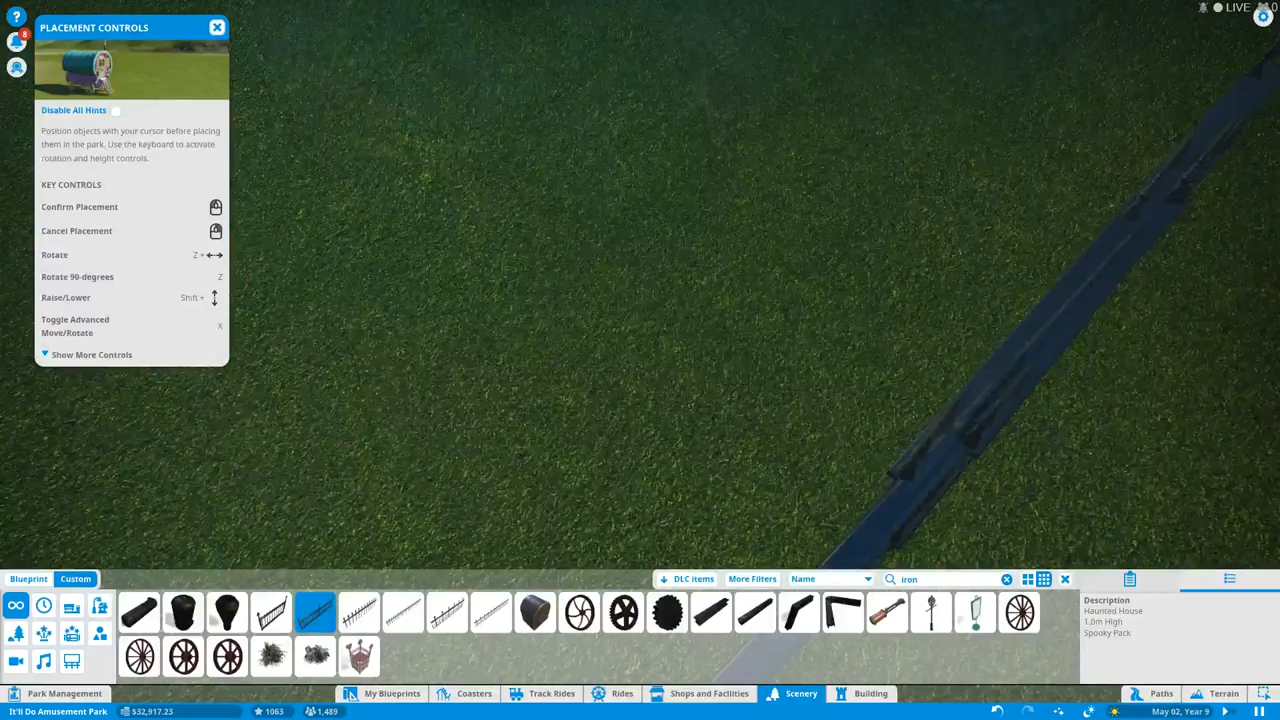 LIVE 0
?
8
PLACEMENT CONTROLS
Disable All Hints
Position objects with your cursor before placing
them in the park. Use the keyboard to activate
rotation and height controls.
KEY CONTROLS
Confirm Placement
Cancel Placement
Rotate Z +
Rotate 90-degrees Z
Raise/Lower Shift +
Toggle Advanced
Move/Rotate X
Show More Controls
Blueprint Custom DLC items More Filters Name iron
Description
Haunted House
1.0m High
Spooky Pack
Park Management My Blueprints Coasters Track Rides Rides Shops and Facilities Scenery Building Paths Terrain
It'll Do Amusement Park $32,917.23 1063 1,489 May 02, Year 9